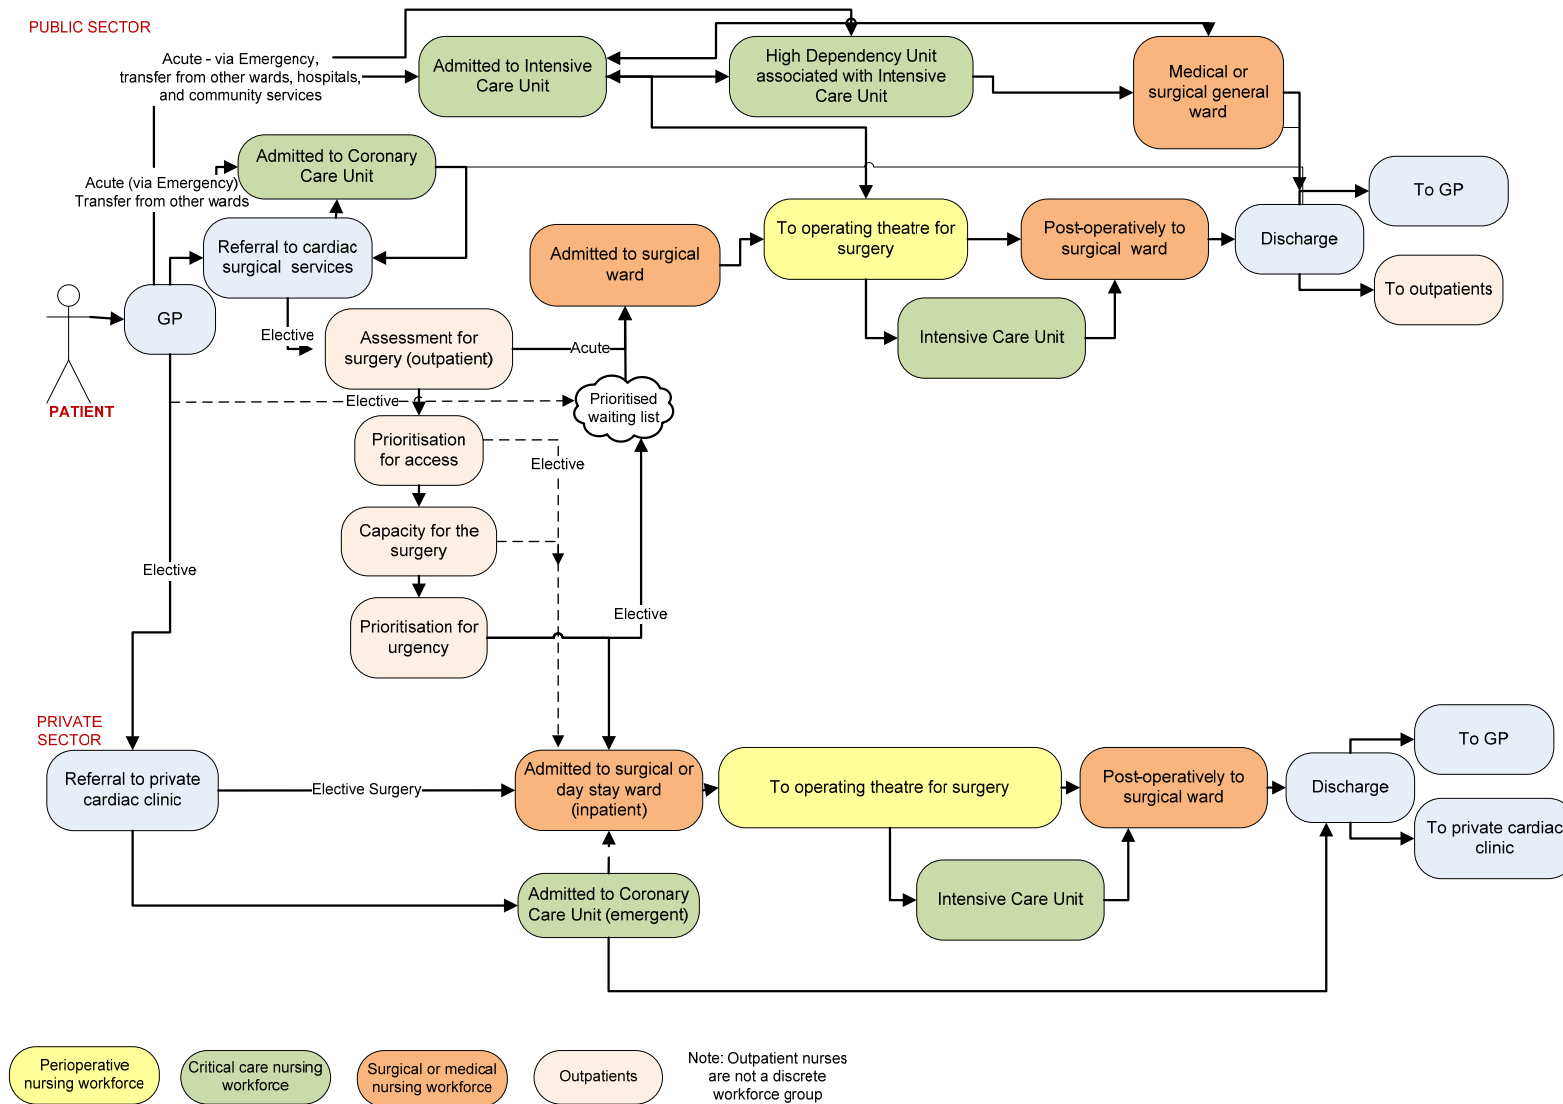 PUBLIC SECTOR
Acute - via Emergency,
transfer from other wards, hospitals,
and community services
Admitted to Intensive
Care Unit
High Dependency Unit
associated with Intensive
Care Unit
Medical or
surgical general
ward
Admitted to Coronary
Care Unit
Acute (via Emergency)
Transfer from other wards
To GP
Referral to cardiac
surgical services
Admitted to surgical
ward
To operating theatre for
surgery
Post-operatively to
surgical ward
Discharge
To outpatients
GP
PATIENT
Elective
Assessment for
surgery (outpatient)
Acute
Intensive Care Unit
Elective
Prioritised
waiting list
Prioritisation
for access
Elective
Capacity for the
surgery
Elective
Prioritisation for
urgency
Elective
PRIVATE
SECTOR
Referral to private
cardiac clinic
Elective Surgery
Admitted to surgical or
day stay ward
(inpatient)
To operating theatre for surgery
Post-operatively to
surgical ward
Discharge
To GP
To private cardiac
clinic
Admitted to Coronary
Care Unit (emergent)
Intensive Care Unit
Perioperative
nursing workforce
Critical care nursing
workforce
Surgical or medical
nursing workforce
Outpatients
Note: Outpatient nurses
are not a discrete
workforce group